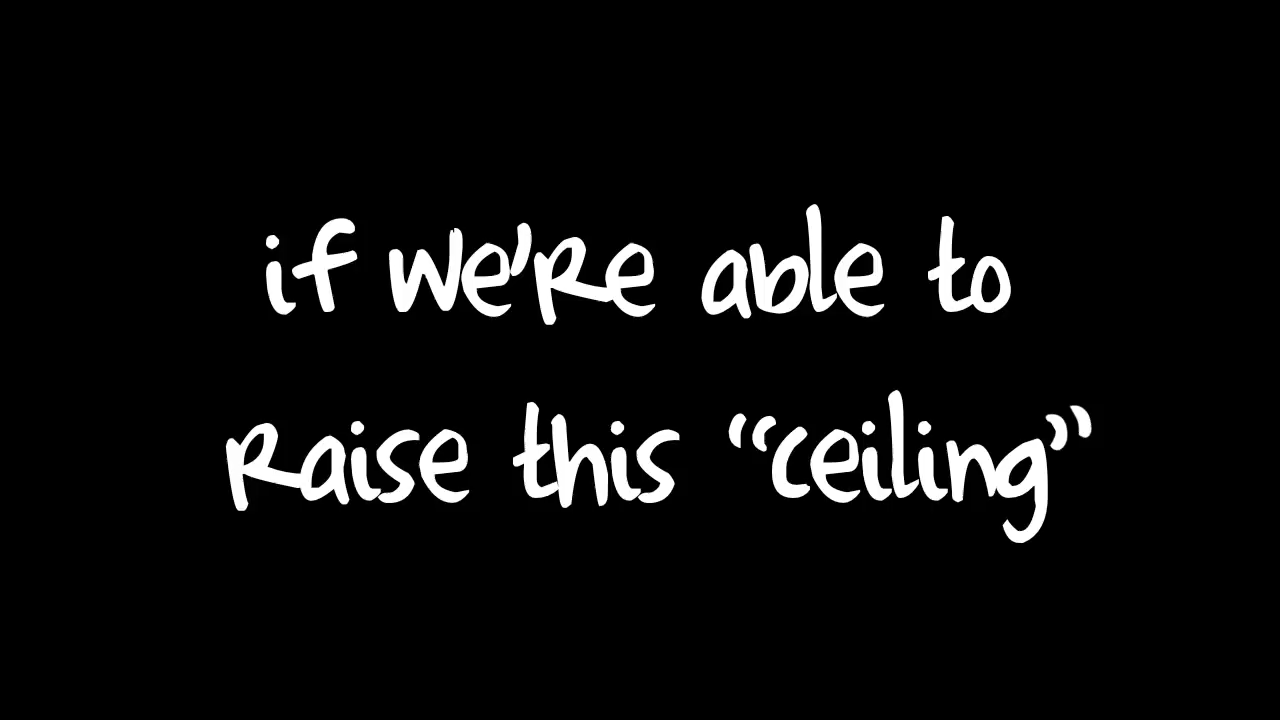 if we're able to
raise this “ceiling”